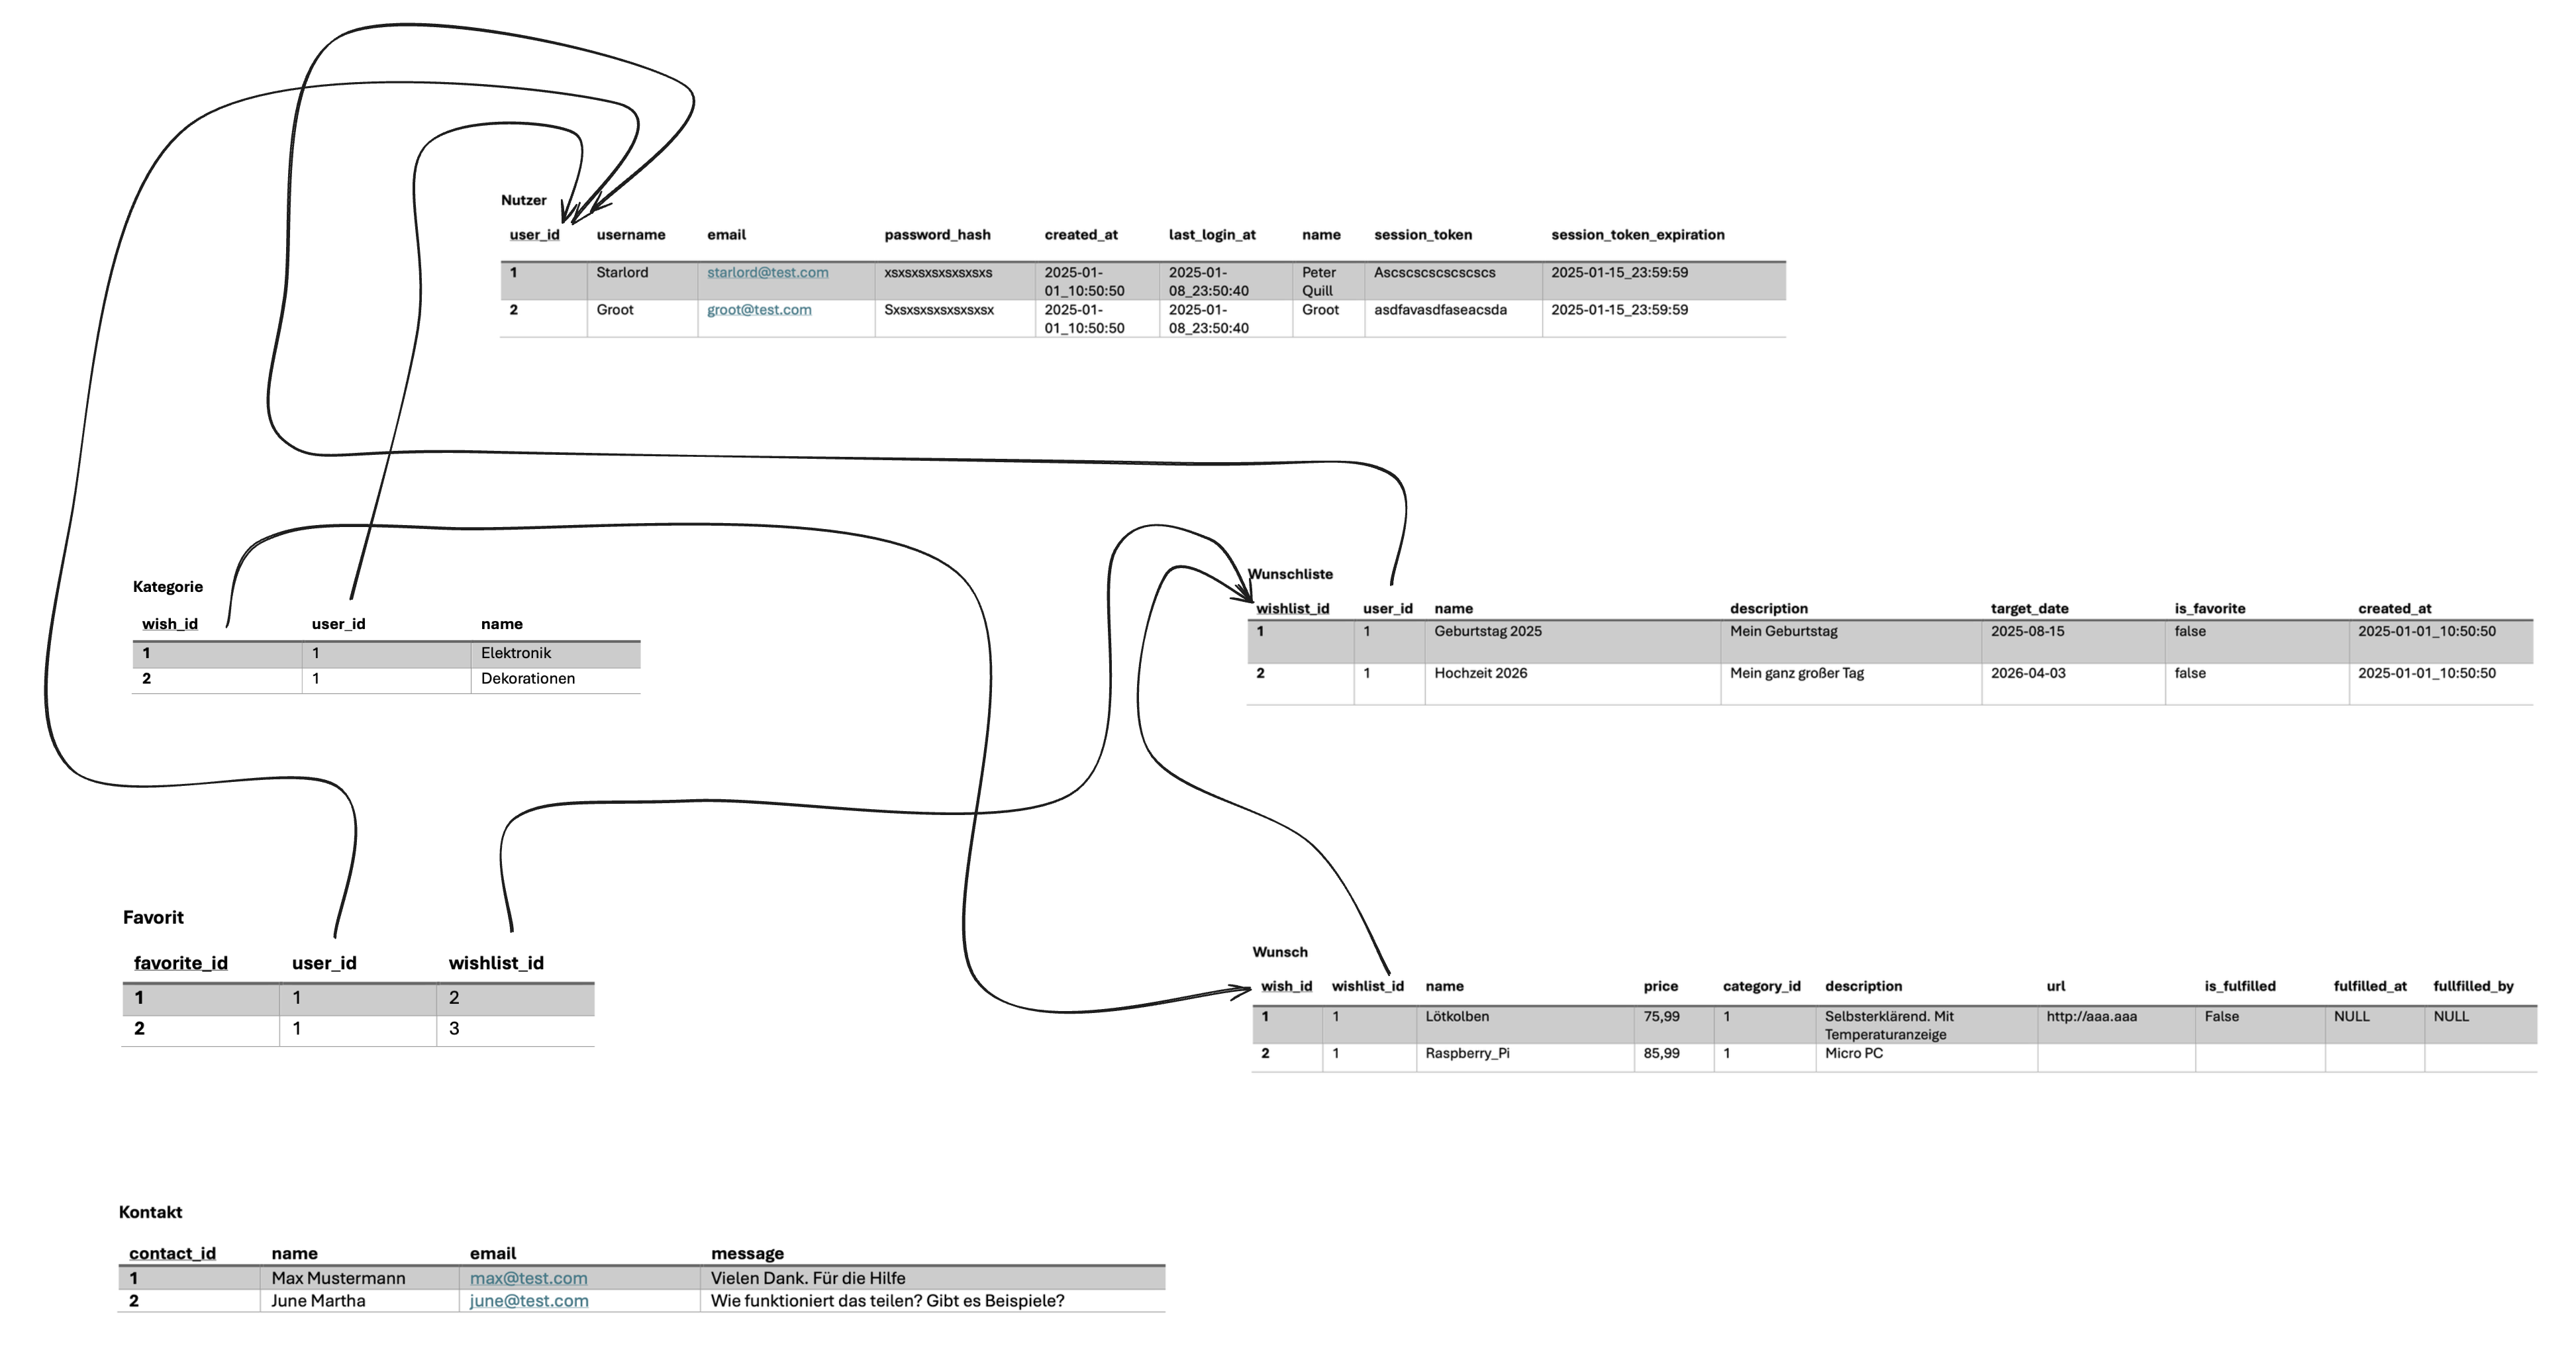 Nutzer
user_id username email password_hash created_at last_login_at name session_token session_token_expiration
1 Starlord starlord@test.com xsxsxsxsxsxsxsxs 2025-01- 2025-01- Peter Ascscscscscscscs 2025-01-15_23:59:59
01_10:50:50 08_23:50:40 Quill
2 Groot groot@test.com Sxsxsxsxsxsxsxsx 2025-01- 2025-01- Groot asdfavasdfaseacsda 2025-01-15_23:59:59
01_10:50:50 08_23:50:40
Kategorie
wish_id user_id name
1 1 Elektronik
2 1 Dekorationen
Wunschliste
wishlist_id user_id name description target_date is_favorite created_at
1 1 Geburtstag 2025 Mein Geburtstag 2025-08-15 false 2025-01-01_10:50:50
2 1 Hochzeit 2026 Mein ganz großer Tag 2026-04-03 false 2025-01-01_10:50:50
Favorit
favorite_id user_id wishlist_id
1 1 2
2 1 3
Wunsch
wish_id wishlist_id name price category_id description url is_fulfilled fulfilled_at fullfilled_by
1 1 Lötkolben 75,99 1 Selbsterklärend. Mit http://aaa.aaa False NULL NULL
Temperaturanzeige
2 1 Raspberry_Pi 85,99 1 Micro PC
Kontakt
contact_id name email message
1 Max Mustermann max@test.com Vielen Dank. Für die Hilfe
2 June Martha june@test.com Wie funktioniert das teilen? Gibt es Beispiele?